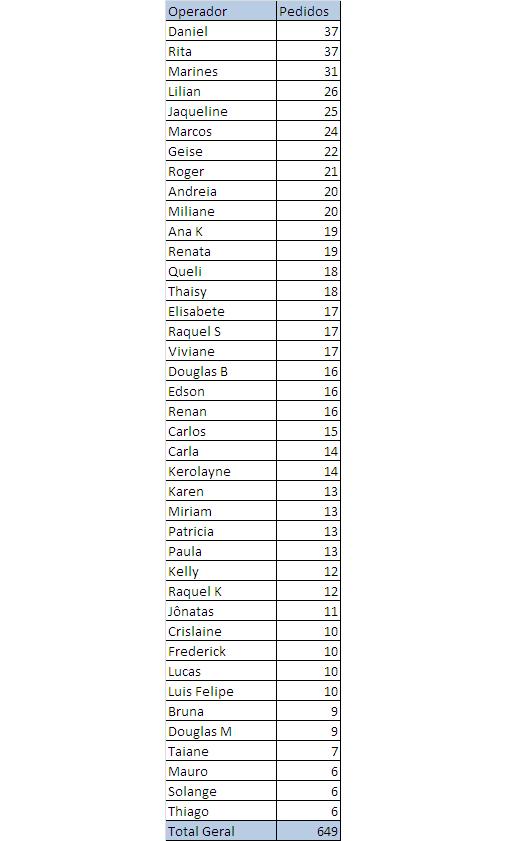 Operador Pedidos
Daniel 37
Rita 37
Marines 31
Lilian 26
Jaqueline 25
Marcos 24
Geise 22
Roger 21
Andreia 20
Miliane 20
Ana K 19
Renata 19
Queli 18
Thaisy 18
Elisabete 17
Raquel S 17
Viviane 17
Douglas B 16
Edson 16
Renan 16
Carlos 15
Carla 14
Kerolayne 14
Karen 13
Miriam 13
Patricia 13
Paula 13
Kelly 12
Raquel K 12
Jônatas 11
Crislaine 10
Frederick 10
Lucas 10
Luis Felipe 10
Bruna 9
Douglas M 9
Taiane 7
Mauro 6
Solange 6
Thiago 6
Total Geral 649